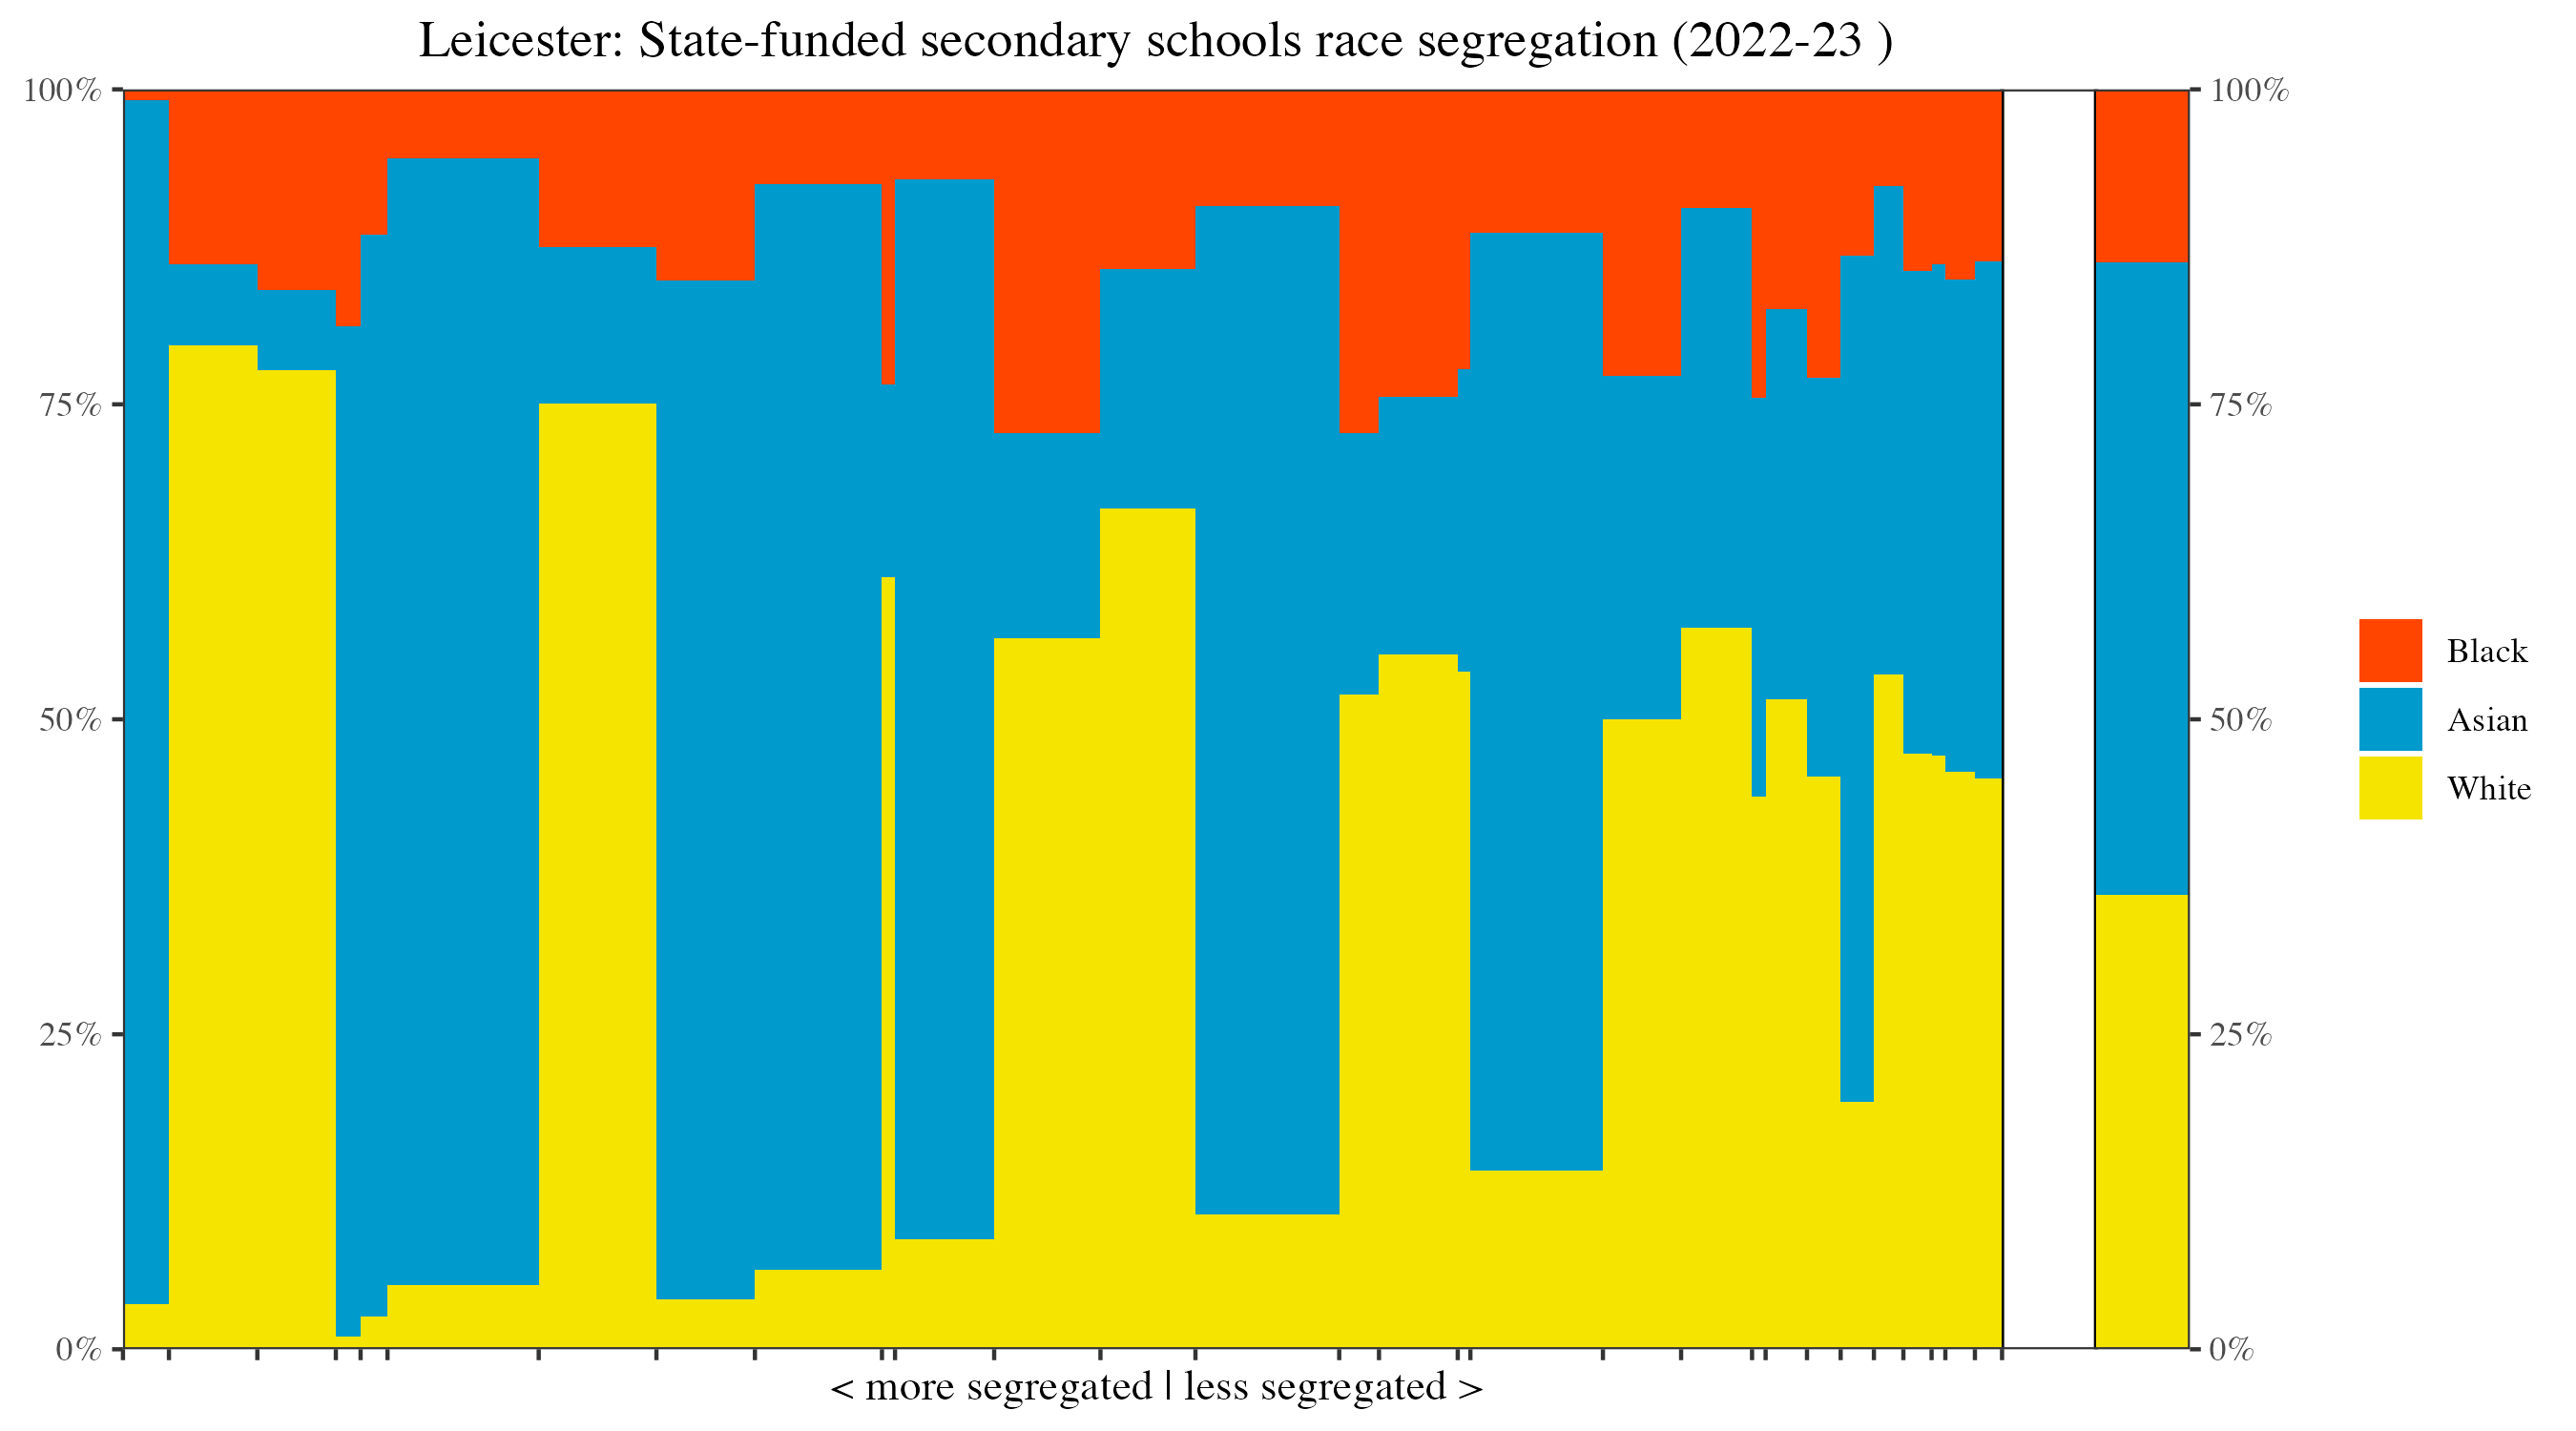 Leicester: State-funded secondary schools race segregation (2022-23 )
100%
75%
50%
25%
0%
100%
75%
50%
25%
0%
Black
Asian
White
< more segregated | less segregated >